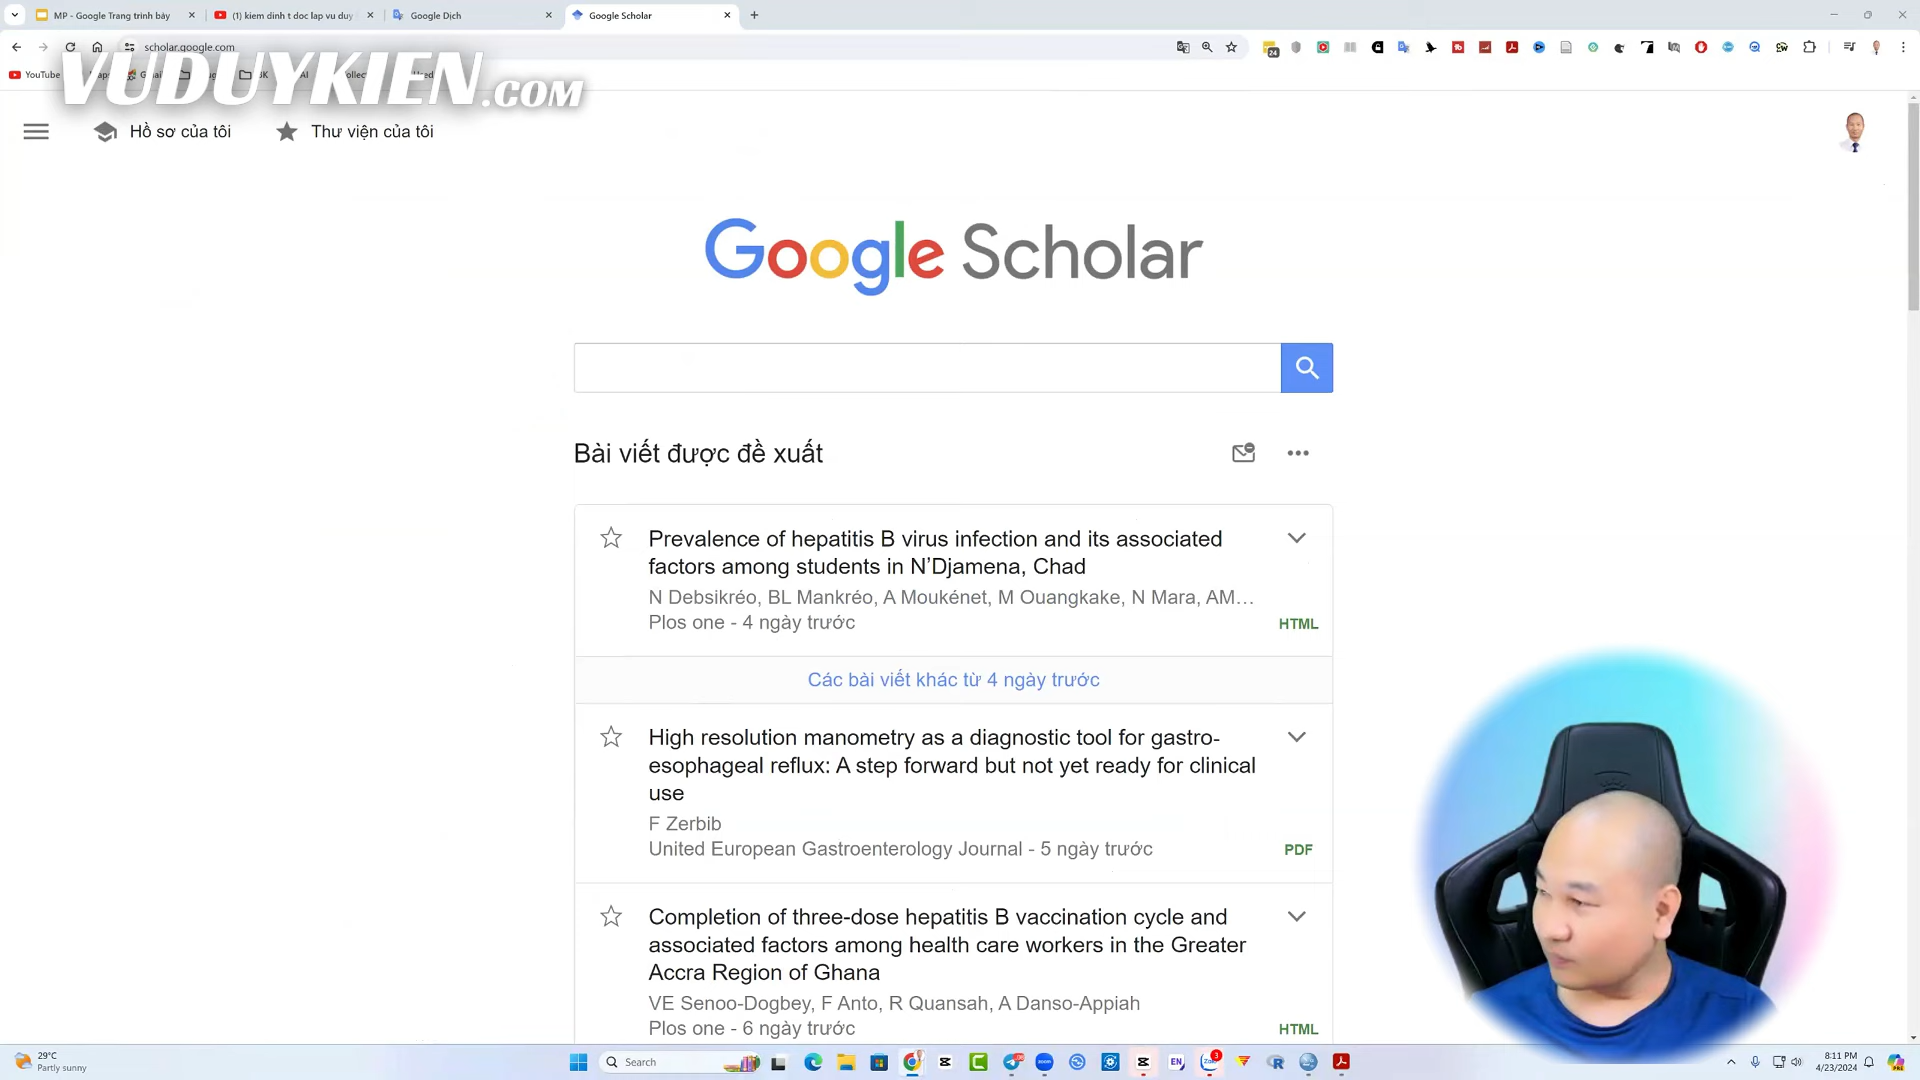 MP - Google Trang trình bày
(1) kiem dinh t doc lap vu duy
Google Dịch
Google Scholar
scholar.google.com
VUDUYKIEN.COM
YouTube
Hồ sơ của tôi
Thư viện của tôi
Google Scholar
Bài viết được đề xuất
Prevalence of hepatitis B virus infection and its associated
factors among students in N’Djamena, Chad
N Debsikréo, BL Mankréo, A Moukénet, M Ouangkake, N Mara, AM…
Plos one - 4 ngày trước
HTML
Các bài viết khác từ 4 ngày trước
High resolution manometry as a diagnostic tool for gastro-
esophageal reflux: A step forward but not yet ready for clinical
use
F Zerbib
United European Gastroenterology Journal - 5 ngày trước
PDF
Completion of three-dose hepatitis B vaccination cycle and
associated factors among health care workers in the Greater
Accra Region of Ghana
VE Senoo-Dogbey, F Anto, R Quansah, A Danso-Appiah
Plos one - 6 ngày trước
HTML
29°C
Partly sunny
Search
8:11 PM
4/23/2024